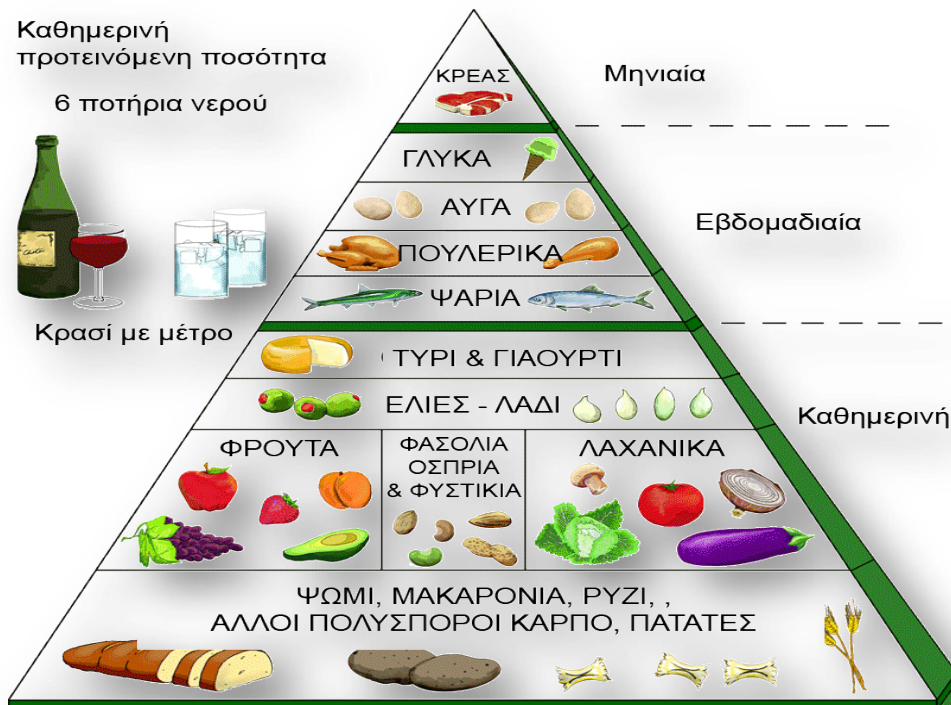 Καθημερινή
προτεινόμενη ποσότητα
6 ποτήρια νερού
Κρασί με μέτρο
ΚΡΕΑΣ
Μηνιαία
ΓΛΥΚΑ
ΑΥΓΑ
ΠΟΥΛΕΡΙΚΑ
ΨΑΡΙΑ
Εβδομαδιαία
ΤΥΡΙ & ΓΙΑΟΥΡΤΙ
ΕΛΙΕΣ - ΛΑΔΙ
Καθημερινή
ΦΡΟΥΤΑ
ΦΑΣΟΛΙΑ
ΟΣΠΡΙΑ
& ΦΥΣΤΙΚΙΑ
ΛΑΧΑΝΙΚΑ
ΨΩΜΙ, ΜΑΚΑΡΟΝΙΑ, ΡΥΖΙ, ,
ΑΛΛΟΙ ΠΟΛΥΣΠΟΡΟΙ ΚΑΡΠΟ, ΠΑΤΑΤΕΣ